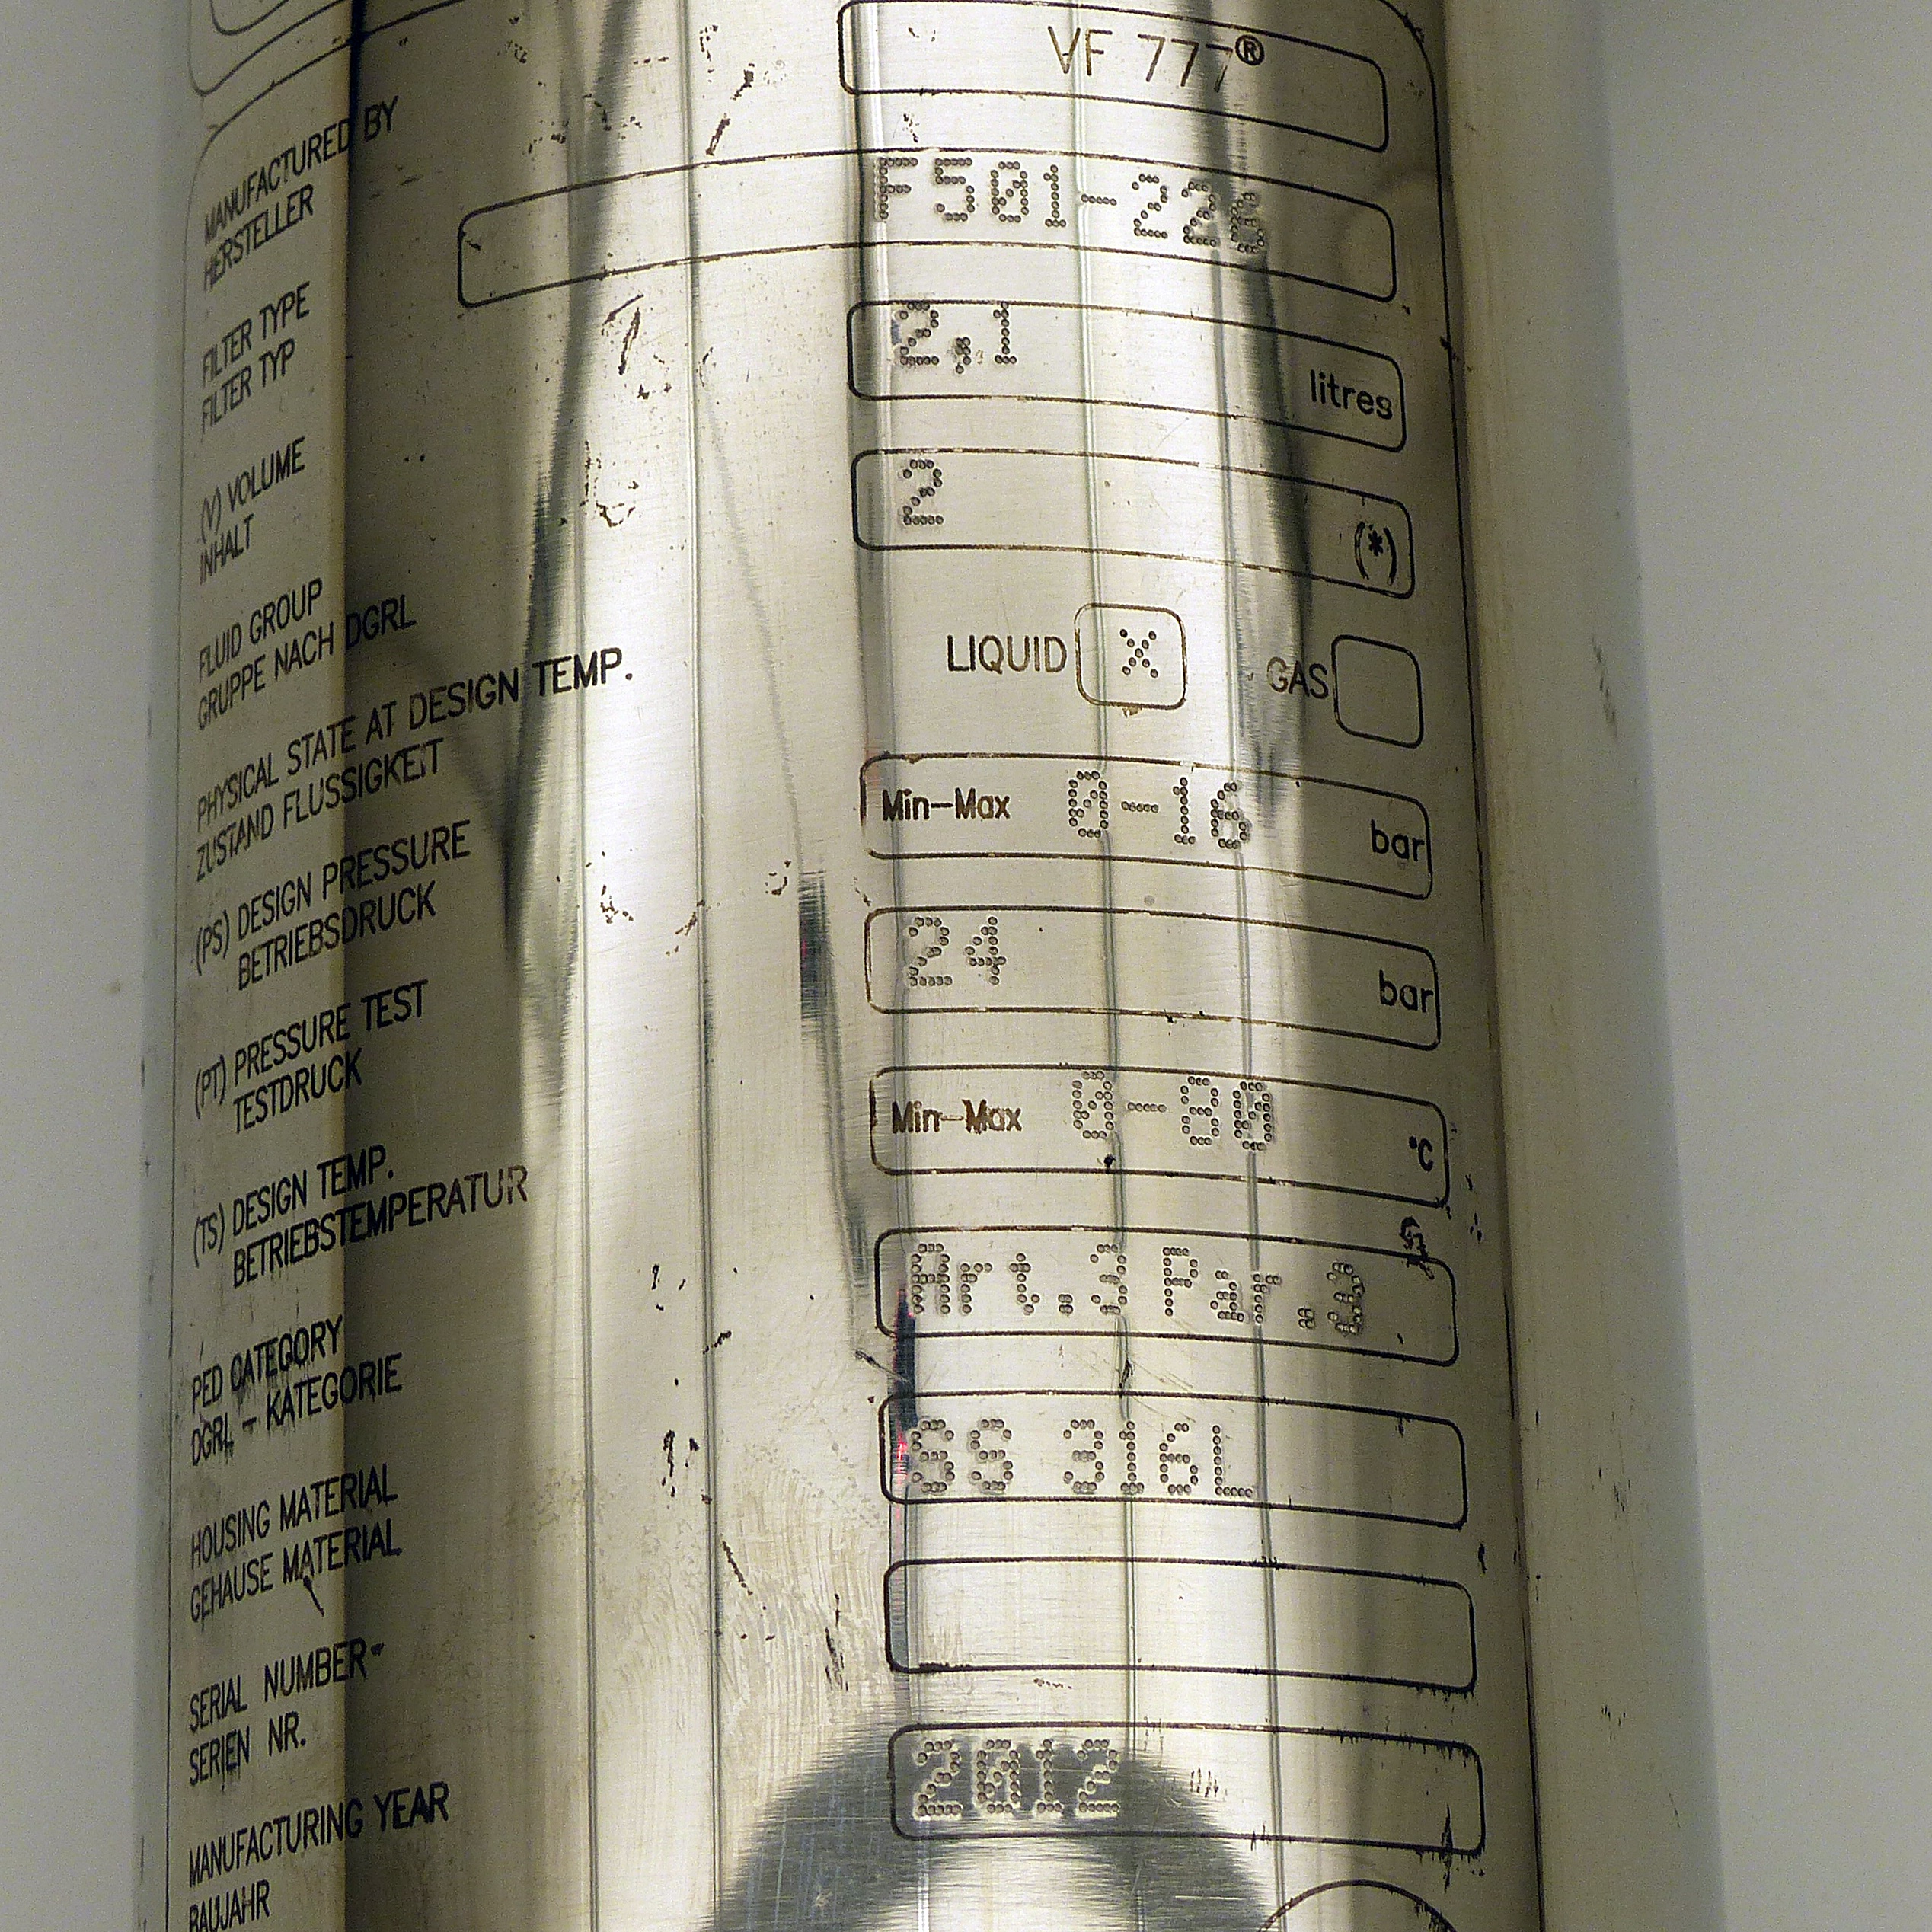 VF 777®
MANUFACTURED BY
HERSTELLER
FILTER TYPE F501-22
FILTER TYP
(V) VOLUME 2,1 litres
INHALT
FLUID GROUP 2 (*)
GRUPPE NACH DGRL
PHYSICAL STATE AT DESIGN TEMP. LIQUID X GAS
ZUSTAND FLUSSIGKEIT
(PS) DESIGN PRESSURE Min-Max 0-16 bar
BETRIEBSDRUCK
(PT) PRESSURE TEST 24 bar
TESTDRUCK
(TS) DESIGN TEMP. Min-Max 0-80 °C
BETRIEBSTEMPERATUR
PED CATEGORY Art.3 Par.3
DGRL - KATEGORIE
HOUSING MATERIAL SS 316L
GEHAUSE MATERIAL
SERIAL NUMBER
SERIEN NR.
MANUFACTURING YEAR 2012
BAUJAHR